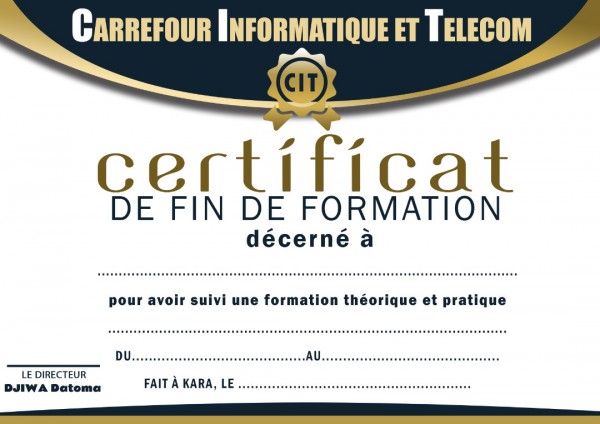 CARREFOUR INFORMATIQUE ET TELECOM
CIT
certificat
DE FIN DE FORMATION
décerné à
....................................................................................................
pour avoir suivi une formation théorique et pratique
...............................................................................................
DU..........................................AU...........................................
LE DIRECTEUR
DJIWA Datoma
FAIT À KARA, LE ........................................................